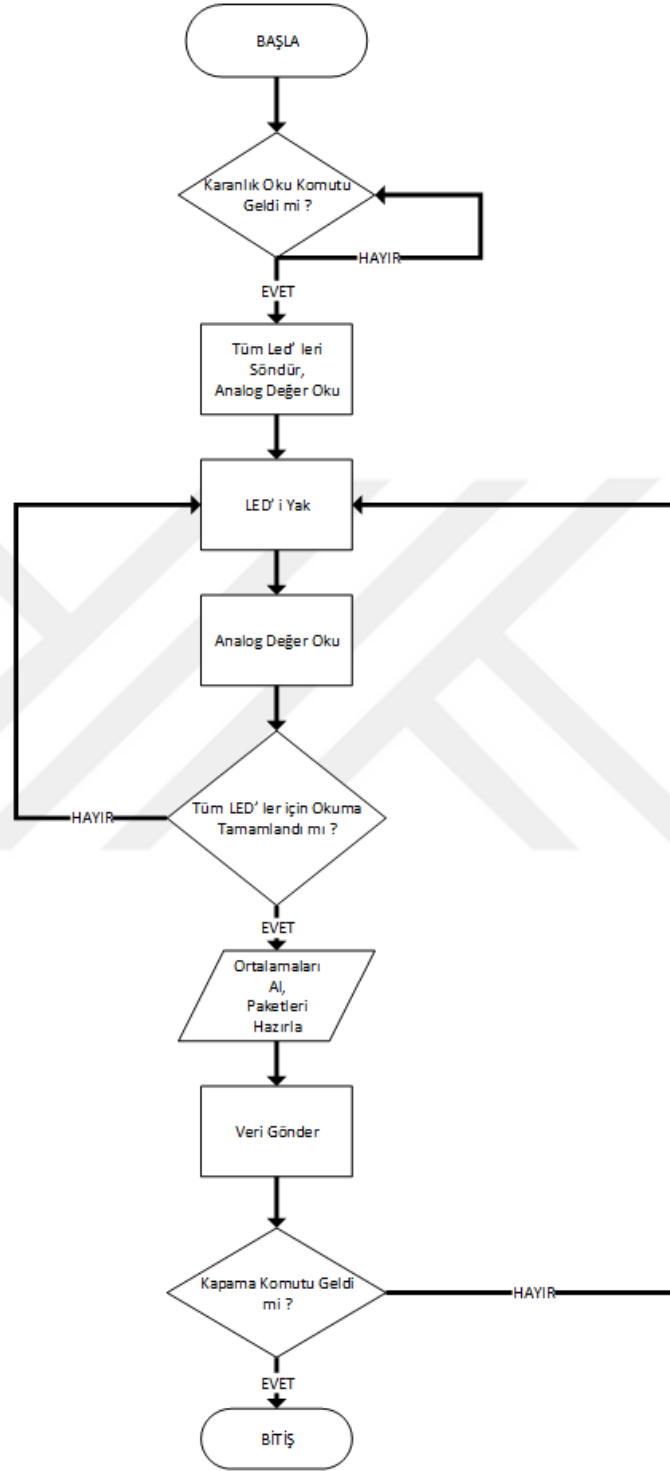 BAŞLA
Karanlık Oku Komutu
Geldi mi ?
HAYIR
EVET
Tüm Led' leri
Söndür,
Analog Değer Oku
LED' i Yak
Analog Değer Oku
Tüm LED' ler için Okuma
Tamamlandı mı ?
HAYIR
EVET
Ortalamaları
Al,
Paketleri
Hazırla
Veri Gönder
Kapama Komutu Geldi
mi ?
HAYIR
EVET
BİTİŞ